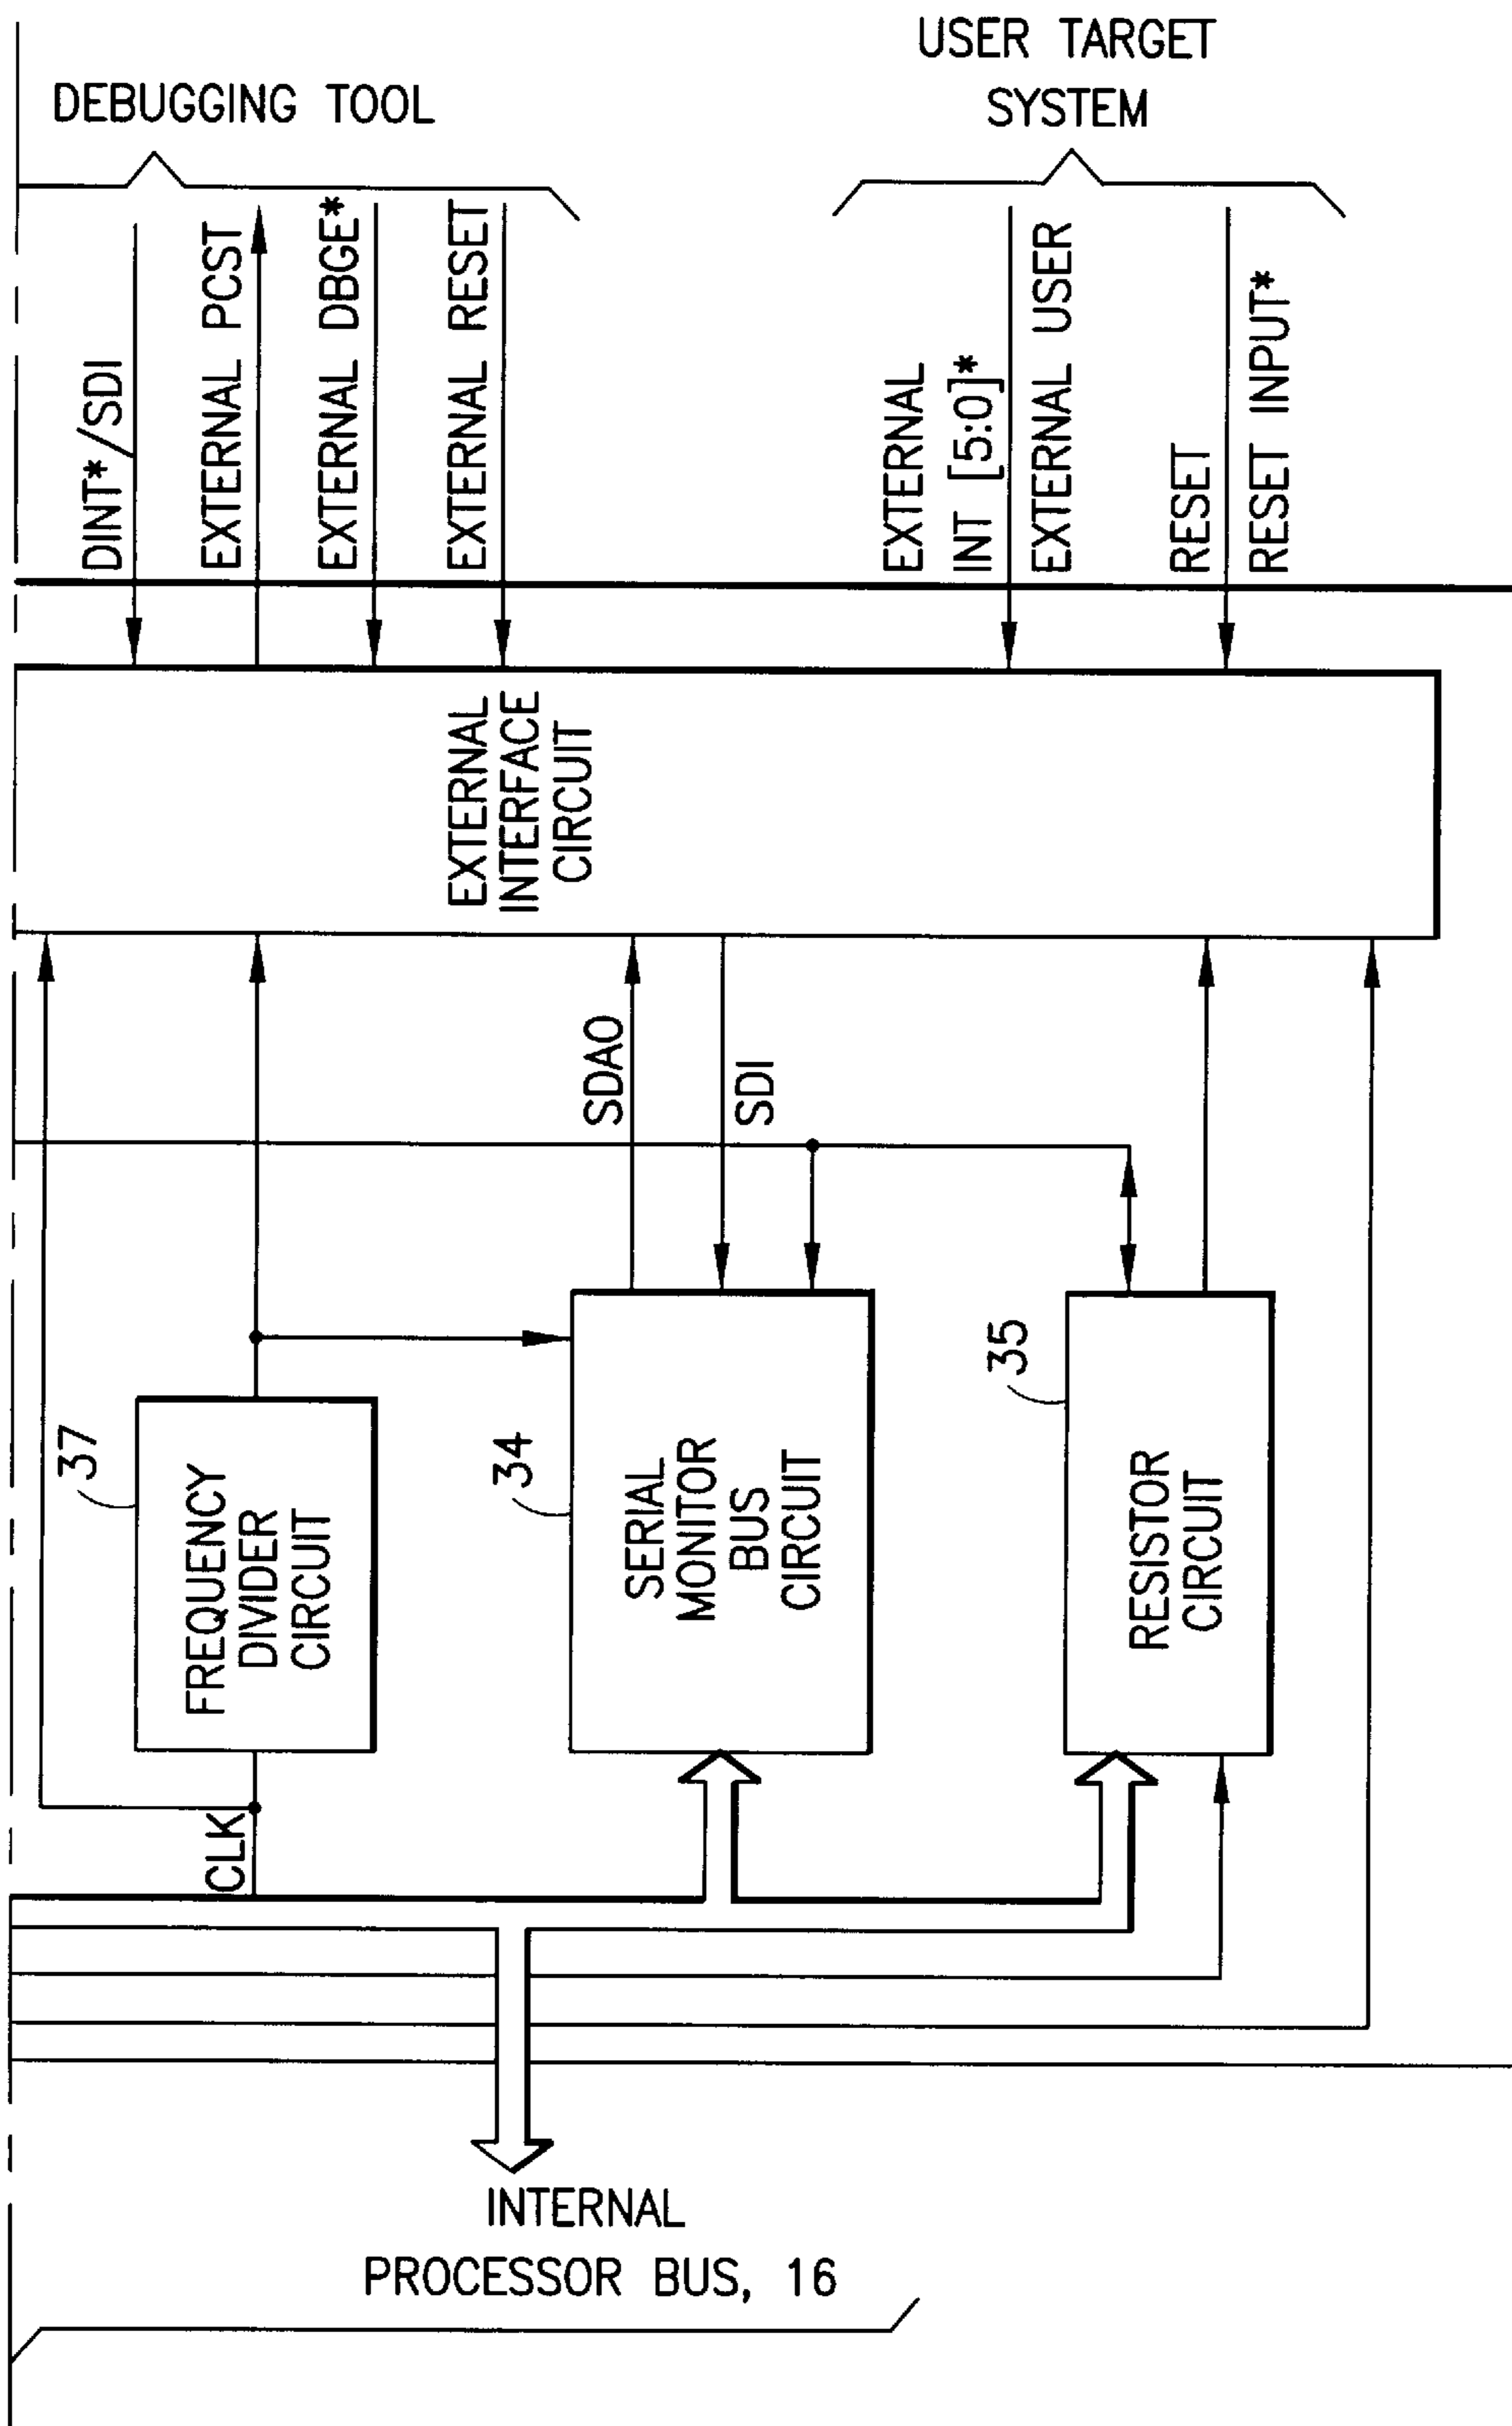 DEBUGGING TOOL
USER TARGET
SYSTEM
DINT*/SDI
EXTERNAL PCST
EXTERNAL DBGE*
EXTERNAL RESET
EXTERNAL
INT [5:0]*
EXTERNAL USER
RESET
RESET INPUT*
EXTERNAL
INTERFACE
CIRCUIT
SDAO
SDI
37
FREQUENCY
DIVIDER
CIRCUIT
34
SERIAL
MONITOR
BUS
CIRCUIT
35
RESISTOR
CIRCUIT
CLK
INTERNAL
PROCESSOR BUS, 16